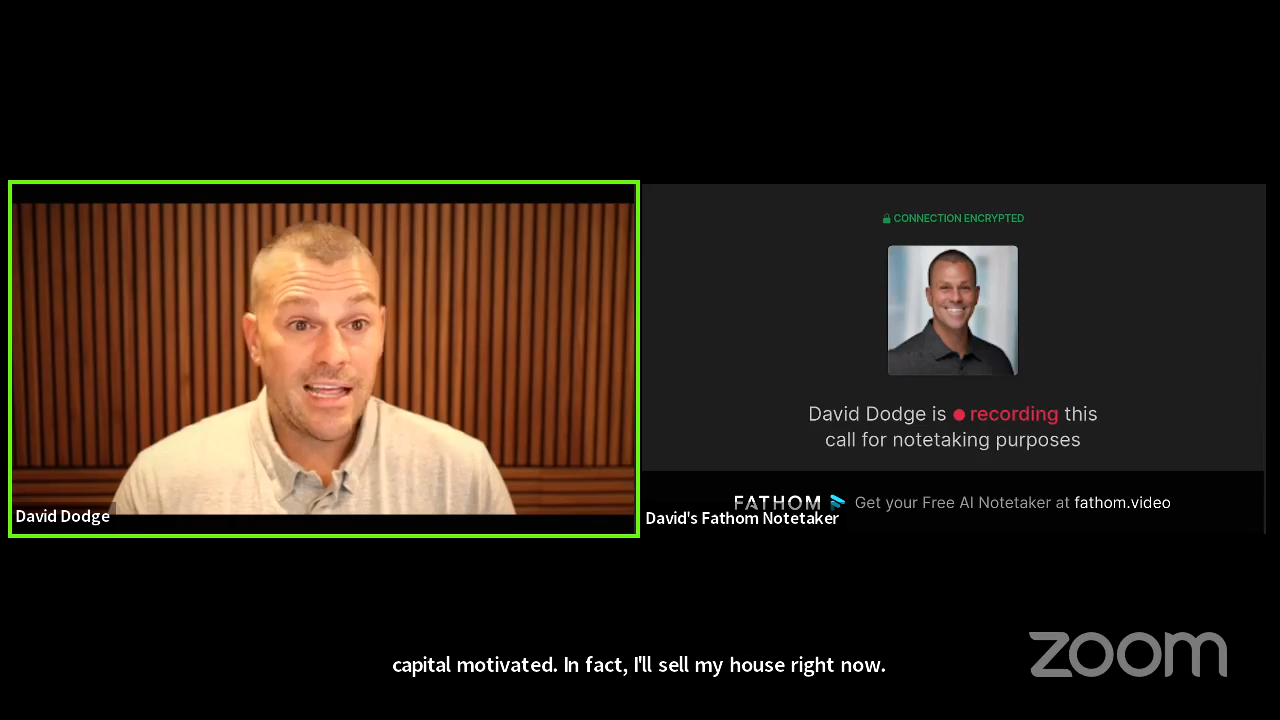 CONNECTION ENCRYPTED
David Dodge is recording this
call for notetaking purposes
FATHOM Get your Free AI Notetaker at fathom.video
David Dodge
David's Fathom Notetaker
capital motivated. In fact, I'll sell my house right now.
zoom